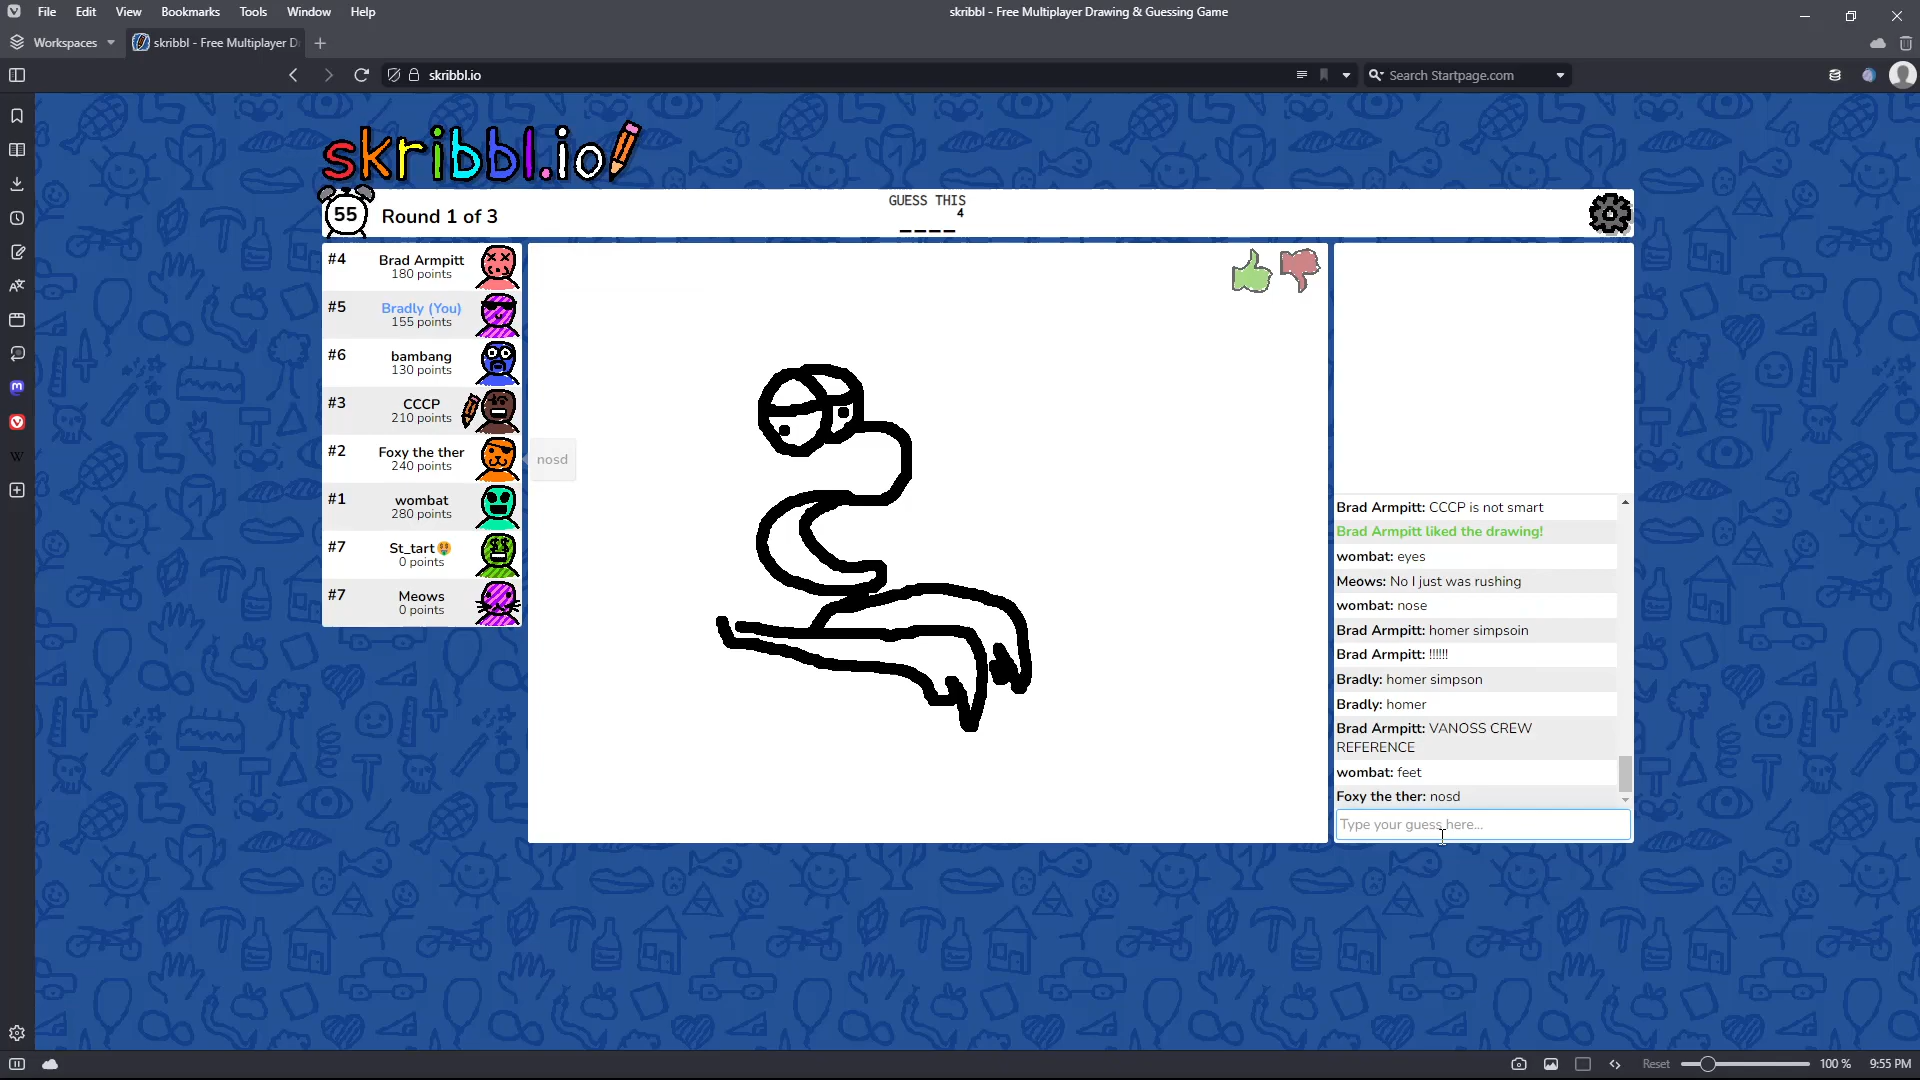 File Edit View Bookmarks Tools Window Help
skribbl - Free Multiplayer Drawing & Guessing Game
Workspaces
skribbl - Free Multiplayer D
skribbl.io
Search Startpage.com
skribbl.io
55
Round 1 of 3
GUESS THIS
4
____
#4
Brad Armpitt
180 points
#5
Bradly (You)
155 points
#6
bambang
130 points
#3
CCCP
210 points
#2
Foxy the ther
240 points
nosd
#1
wombat
280 points
#7
St_tart🤑
0 points
#7
Meows
0 points
Brad Armpitt: CCCP is not smart
Brad Armpitt liked the drawing!
wombat: eyes
Meows: No I just was rushing
wombat: nose
Brad Armpitt: homer simpsoin
Brad Armpitt: !!!!!!
Bradly: homer simpson
Bradly: homer
Brad Armpitt: VANOSS CREW
REFERENCE
wombat: feet
Foxy the ther: nosd
Type your guess here...
Reset
100 %
9:55 PM